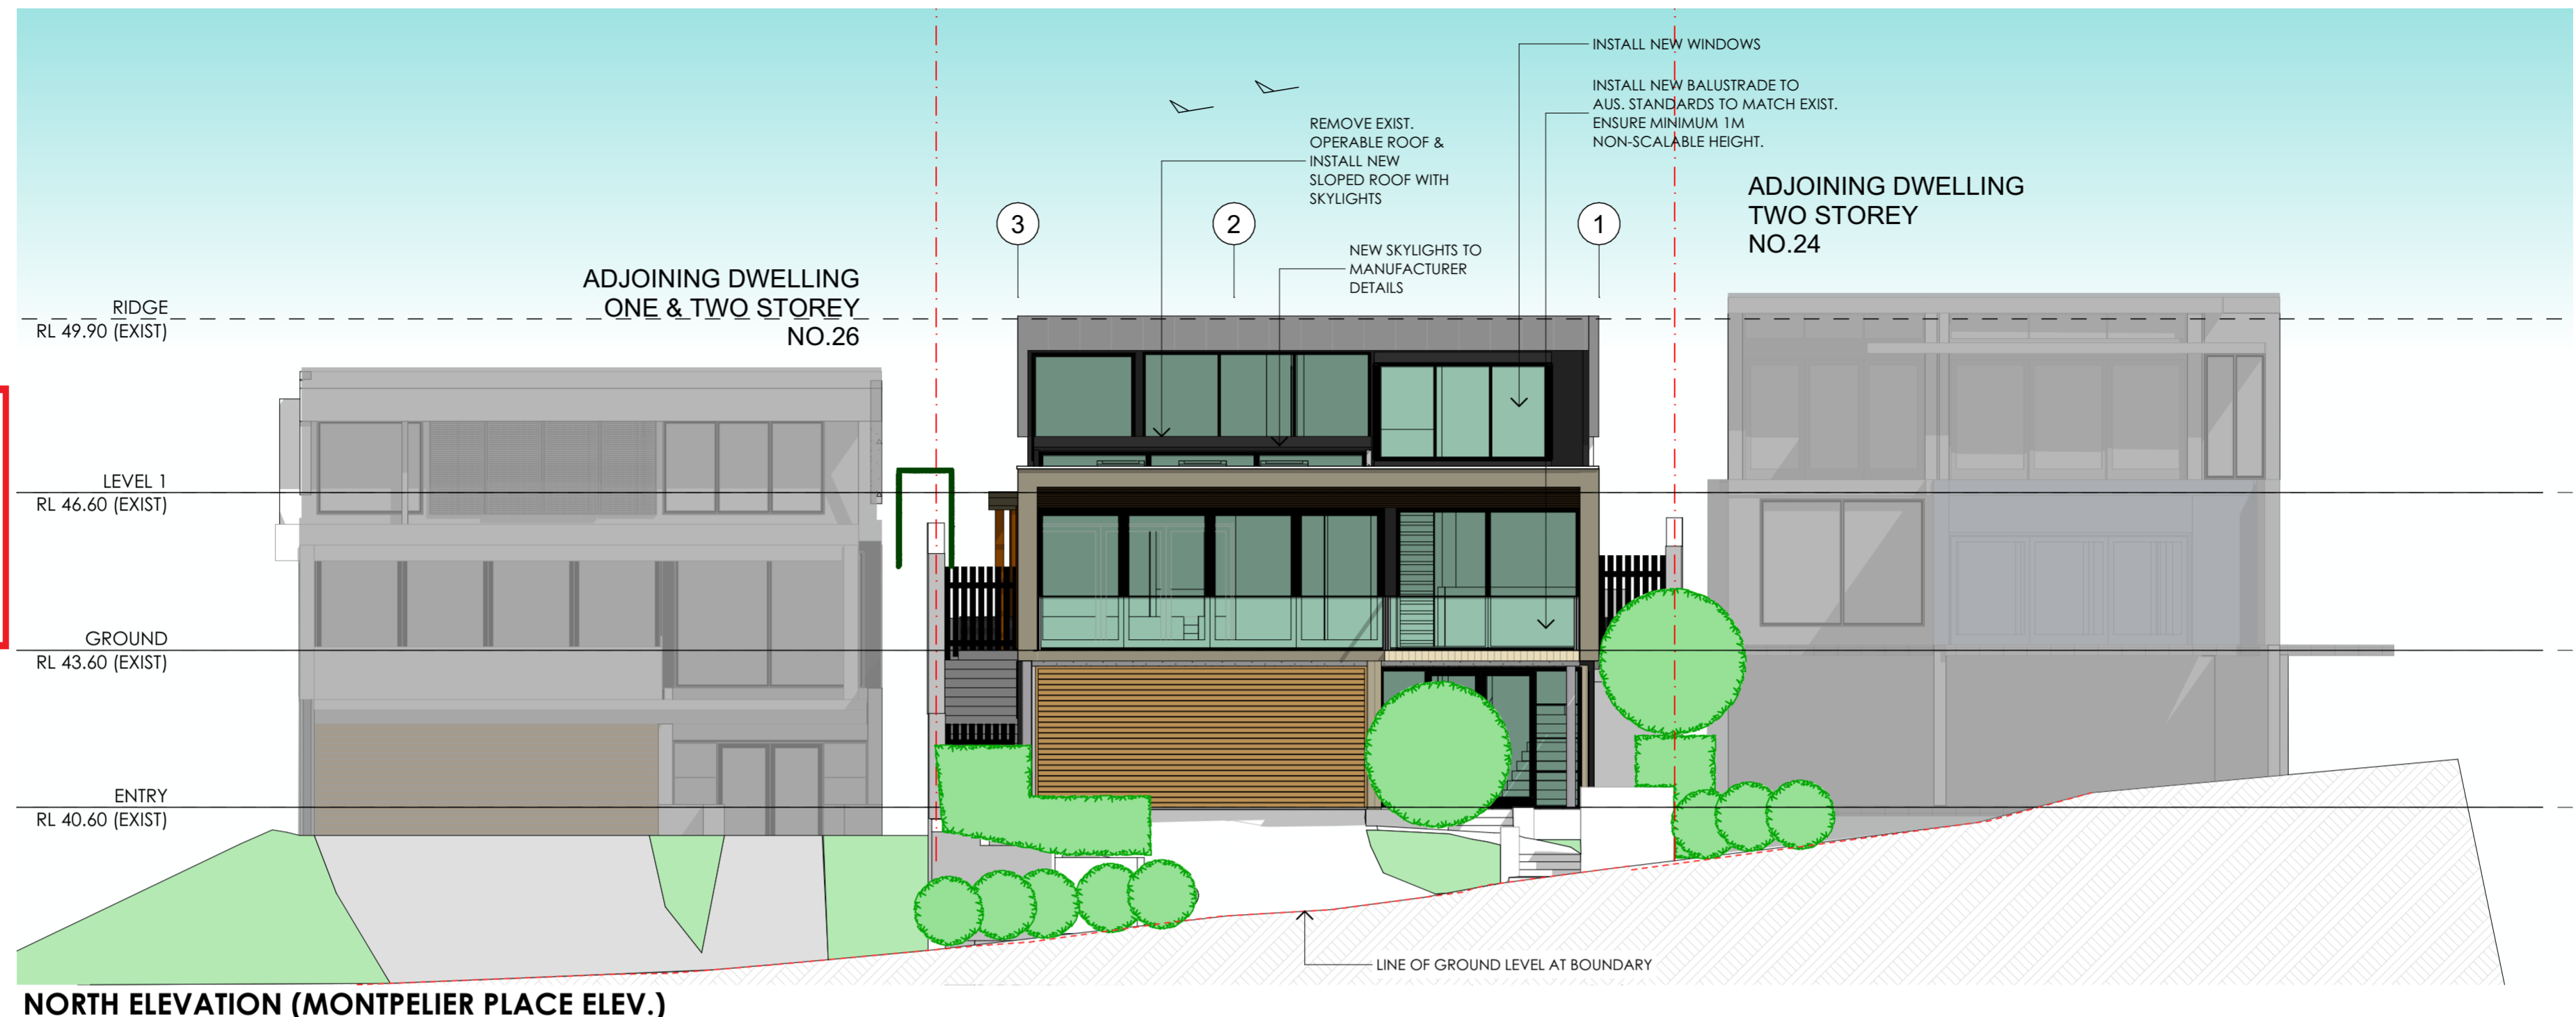 INSTALL NEW WINDOWS
INSTALL NEW BALUSTRADE TO
AUS. STANDARDS TO MATCH EXIST.
ENSURE MINIMUM 1M
NON-SCALABLE HEIGHT.
REMOVE EXIST.
OPERABLE ROOF &
INSTALL NEW
SLOPED ROOF WITH
SKYLIGHTS
ADJOINING DWELLING
TWO STOREY
NO.24
3
2
1
NEW SKYLIGHTS TO
MANUFACTURER
DETAILS
ADJOINING DWELLING
ONE & TWO STOREY
NO.26
RIDGE
RL 49.90 (EXIST)
LEVEL 1
RL 46.60 (EXIST)
GROUND
RL 43.60 (EXIST)
ENTRY
RL 40.60 (EXIST)
LINE OF GROUND LEVEL AT BOUNDARY
NORTH ELEVATION (MONTPELIER PLACE ELEV.)